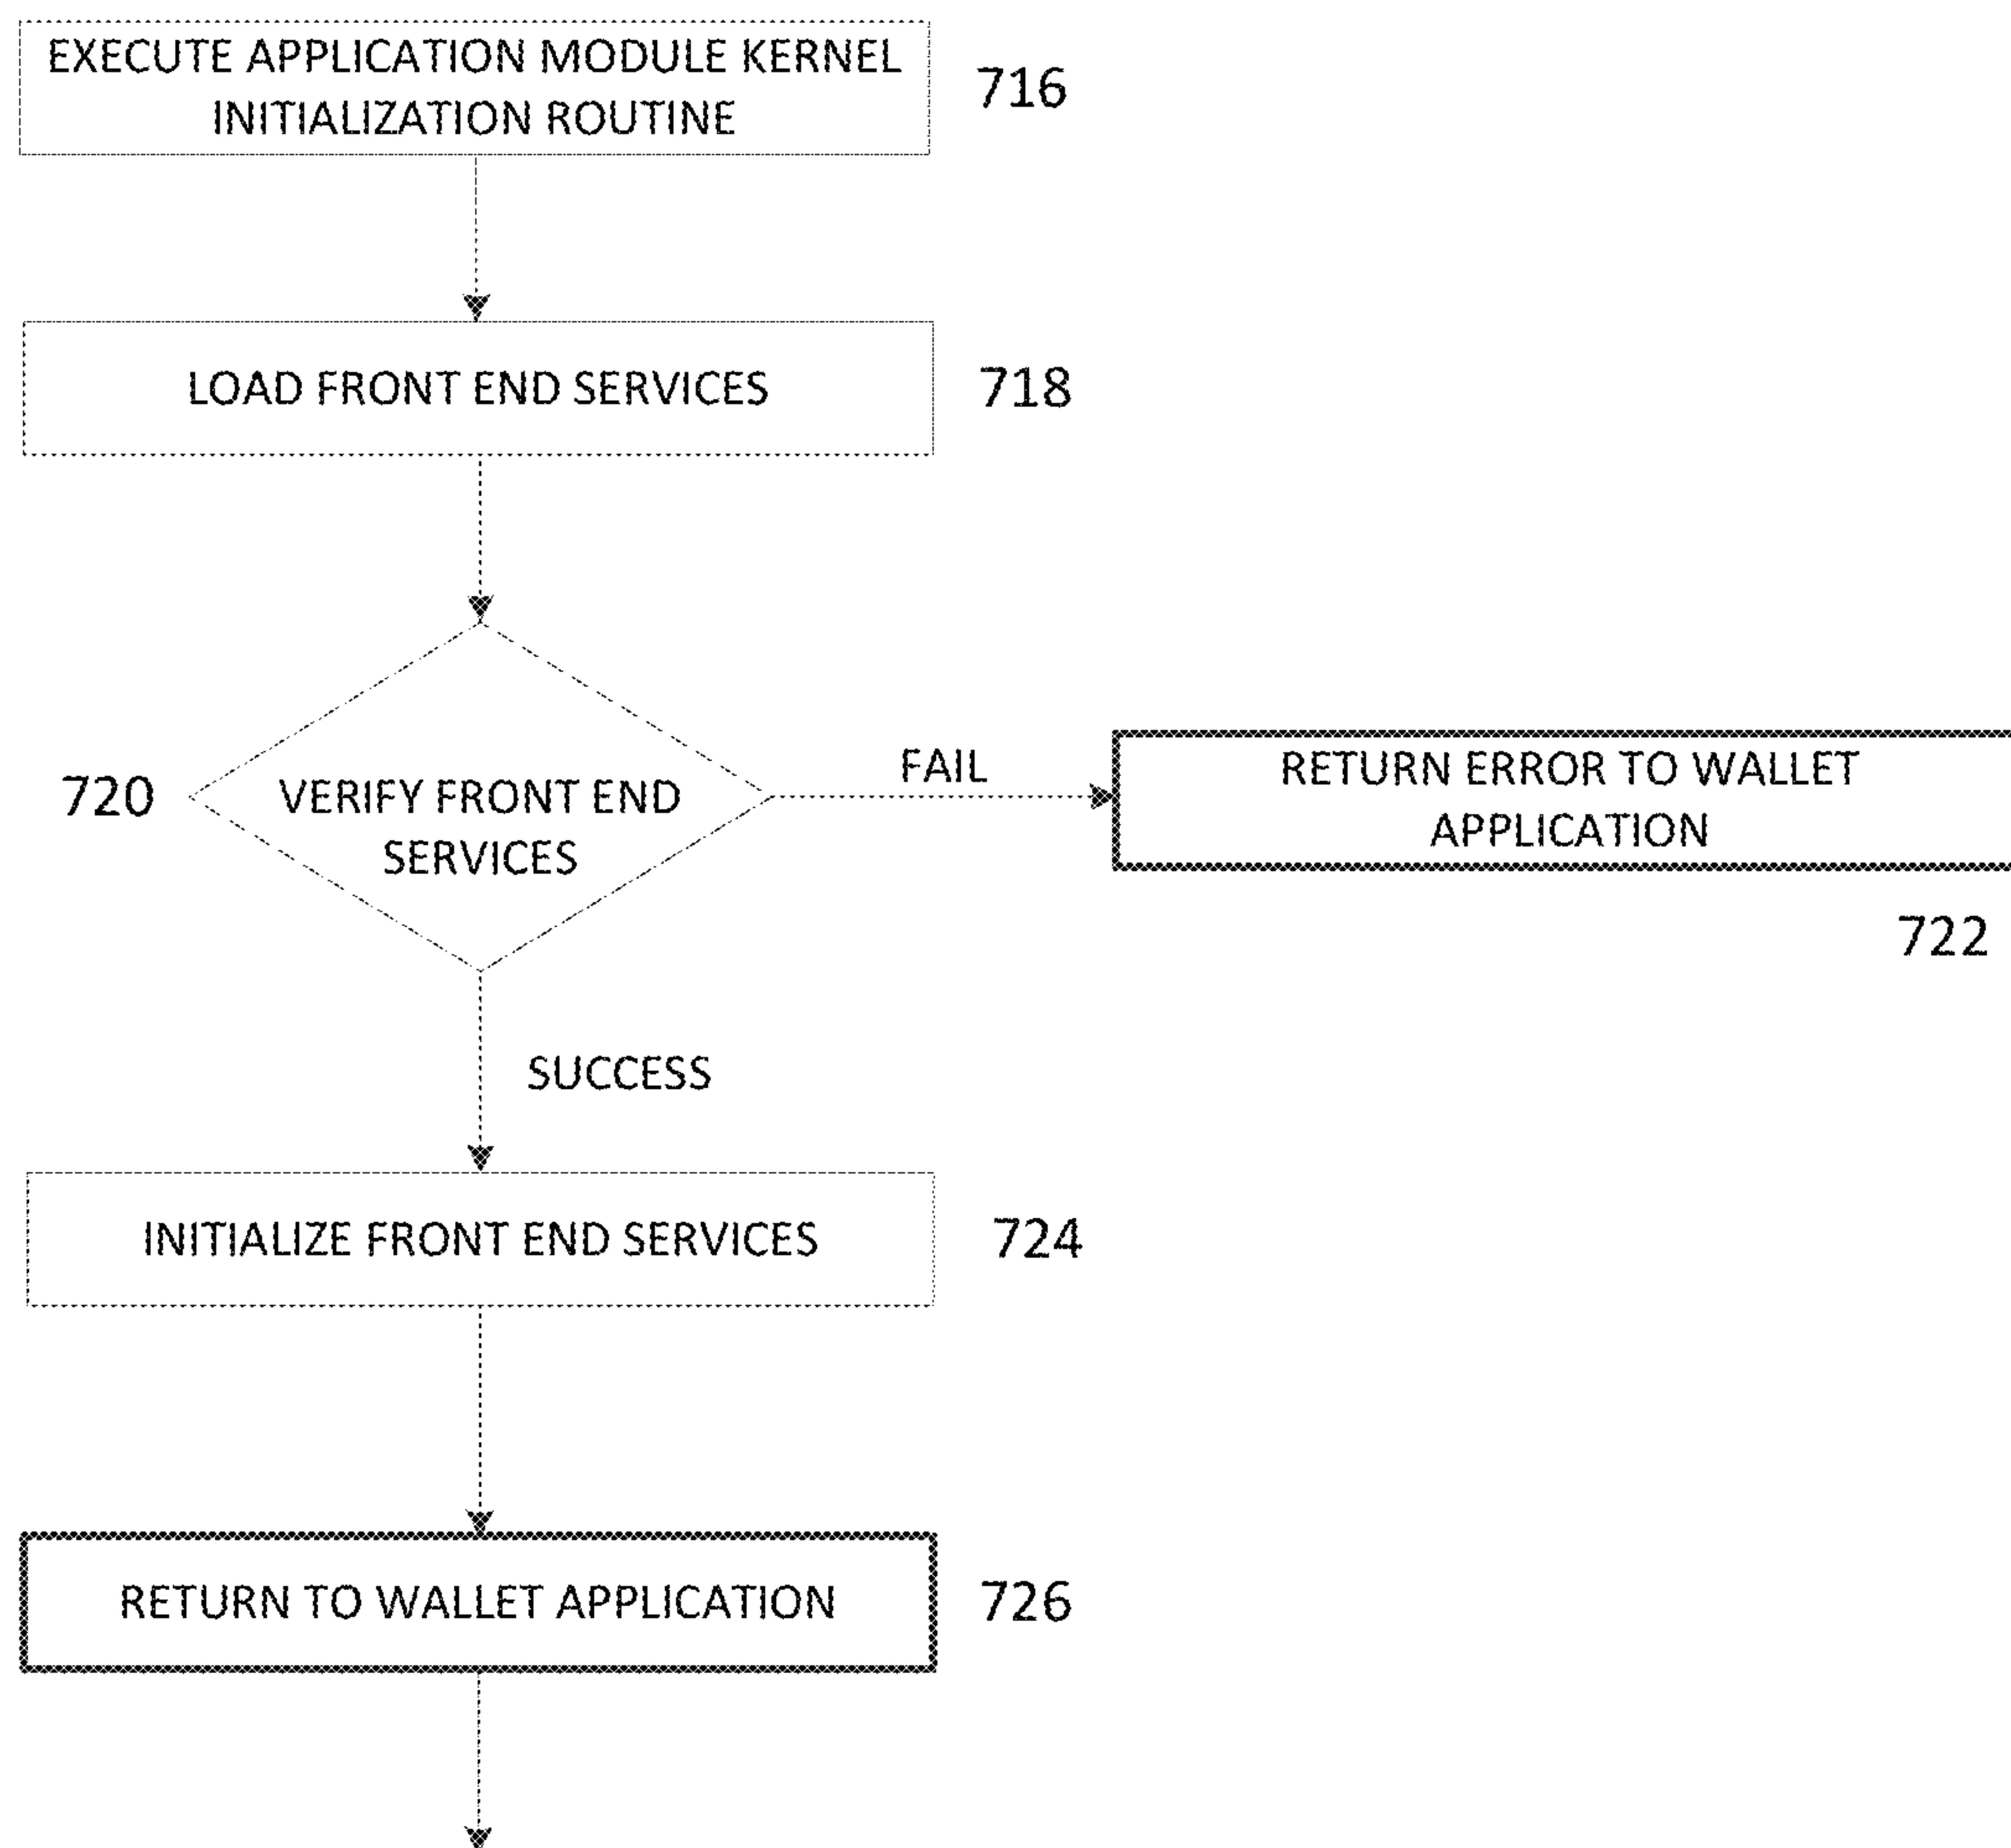 EXECUTE APPLICATION MODULE KERNEL
INITIALIZATION ROUTINE
716
LOAD FRONT END SERVICES
718
720
VERIFY FRONT END
SERVICES
FAIL
RETURN ERROR TO WALLET
APPLICATION
722
SUCCESS
INITIALIZE FRONT END SERVICES
724
RETURN TO WALLET APPLICATION
726